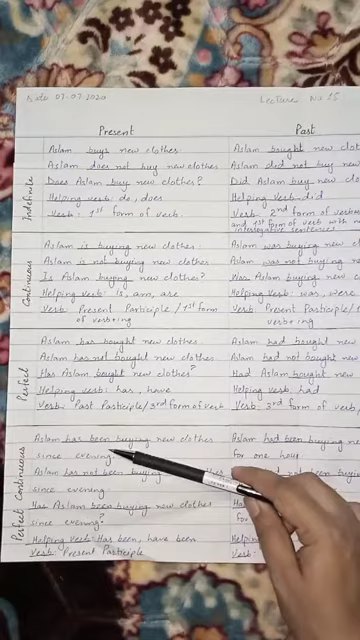 Date 07.07.2020 Lecture No 15
Present Past
Indefinite
Aslam buys new clothes Aslam bought new
Aslam does not buy new clothes Aslam did not buy new
Does Aslam buy new clothes? Did Aslam buy new
Helping verb: do, does Helping Verb: did
Verb: 1st form of verb. Verb 2nd form of verb
and 1st form of verb with
interrogative sentences
Continuous
Aslam is buying new clothes. Aslam was buying new
Aslam is not buying new clothes Aslam was not buying
Is Aslam buying new clothes? Was Aslam buying new
Helping verb: is, am, are Helping Verb: was, were
Verb Present Participle/1st form Verb Present Participle/1
of verb+ing verb+ing
Perfect
Aslam has bought new clothes. Aslam had bought new
Aslam has not bought new clothes Aslam had not bought
Has Aslam bought new clothes? Had Aslam bought new
Helping verb: has, have Helping verb had
Verb: Past Participle/3rd form of verb Verb: 3rd form of verb/
Perfect Continuous
Aslam has been buying new clothes Aslam had been buying
since evening. for one hour
Aslam has not been buying Aslam had not been
since evening
Has Aslam been buying new clothes
since evening?
Helping Verb: Has been, have been
Verb: Present Participle Verb: